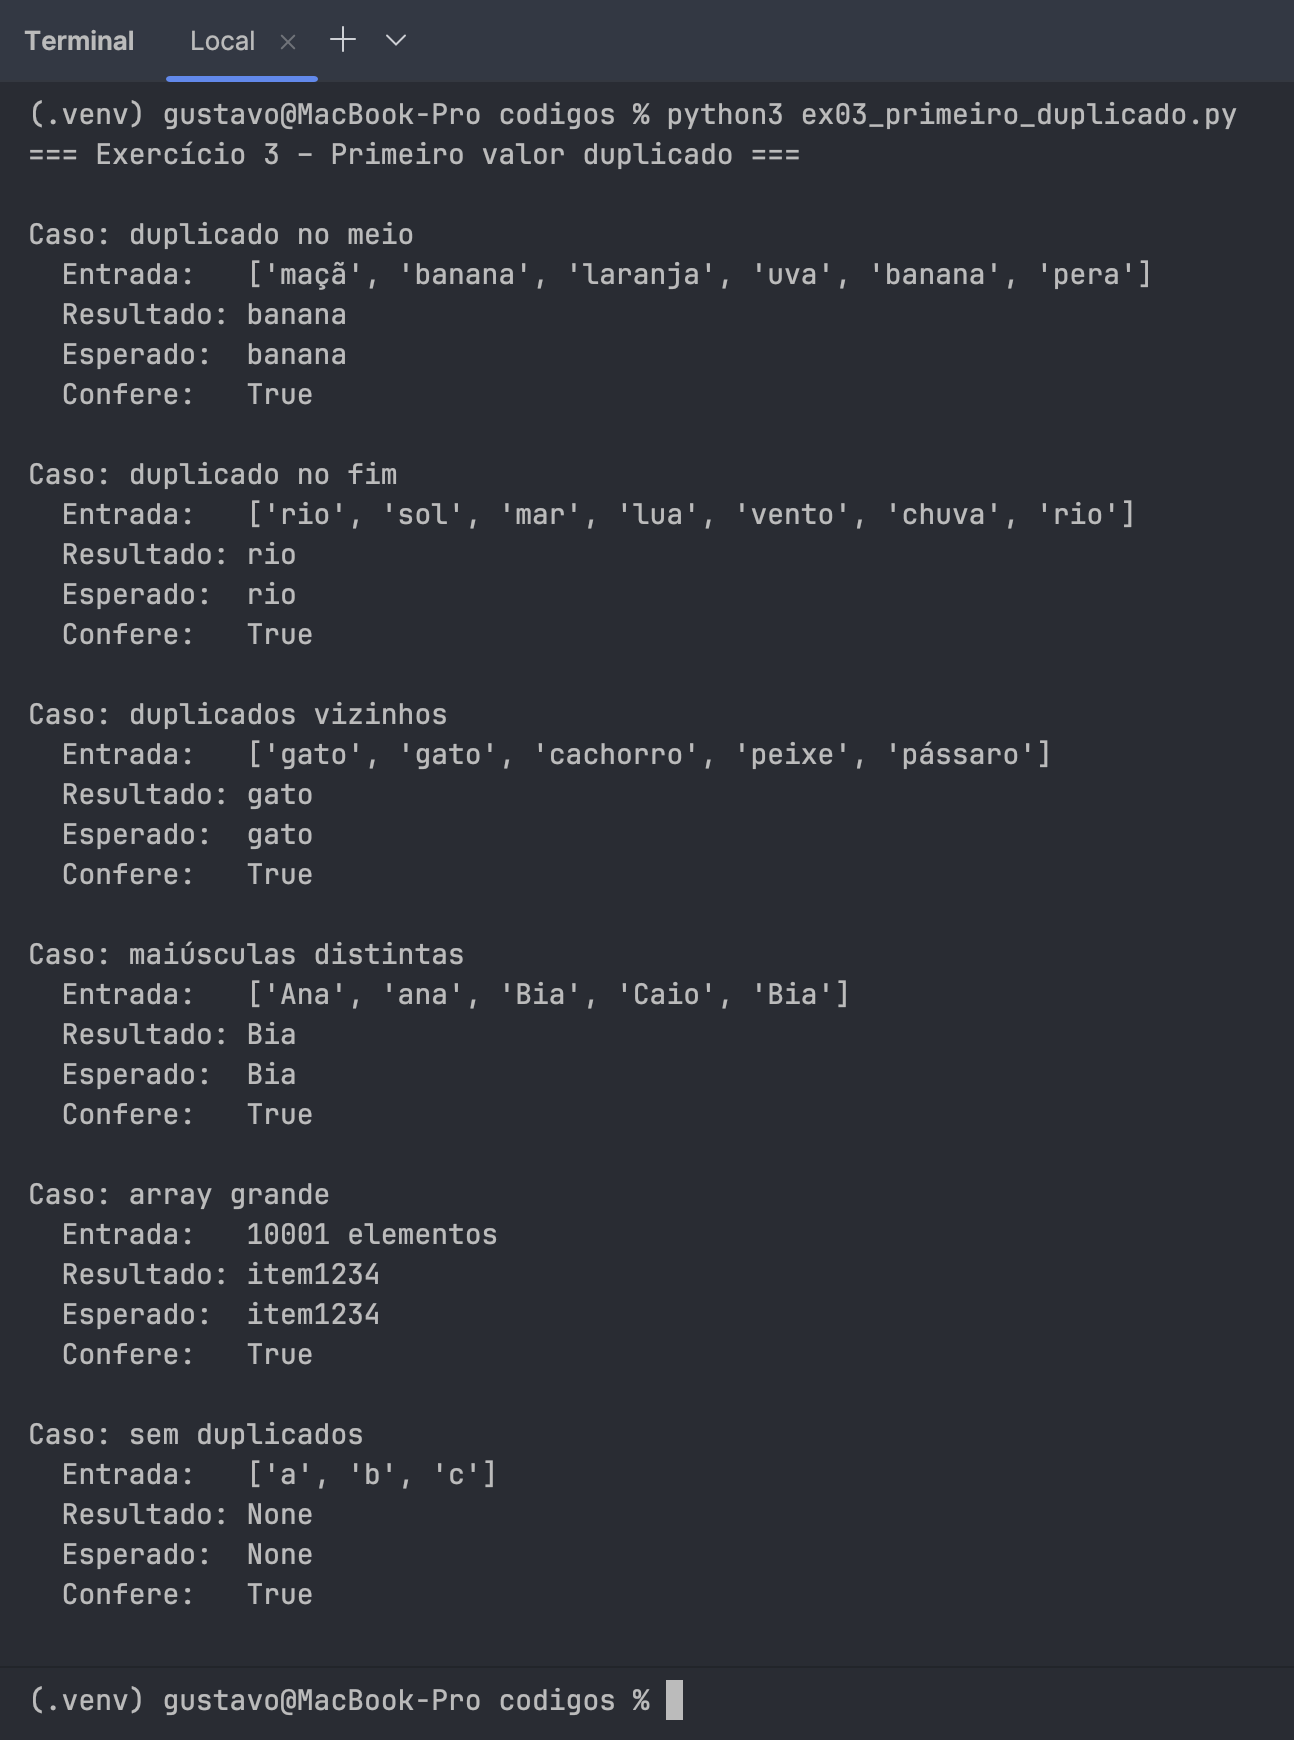 Terminal Local
(.venv) gustavo@MacBook-Pro codigos % python3 ex03_primeiro_duplicado.py
=== Exercício 3 – Primeiro valor duplicado ===
Caso: duplicado no meio
Entrada: ['maçã', 'banana', 'laranja', 'uva', 'banana', 'pera']
Resultado: banana
Esperado: banana
Confere: True
Caso: duplicado no fim
Entrada: ['rio', 'sol', 'mar', 'lua', 'vento', 'chuva', 'rio']
Resultado: rio
Esperado: rio
Confere: True
Caso: duplicados vizinhos
Entrada: ['gato', 'gato', 'cachorro', 'peixe', 'pássaro']
Resultado: gato
Esperado: gato
Confere: True
Caso: maiúsculas distintas
Entrada: ['Ana', 'ana', 'Bia', 'Caio', 'Bia']
Resultado: Bia
Esperado: Bia
Confere: True
Caso: array grande
Entrada: 10001 elementos
Resultado: item1234
Esperado: item1234
Confere: True
Caso: sem duplicados
Entrada: ['a', 'b', 'c']
Resultado: None
Esperado: None
Confere: True
(.venv) gustavo@MacBook-Pro codigos %